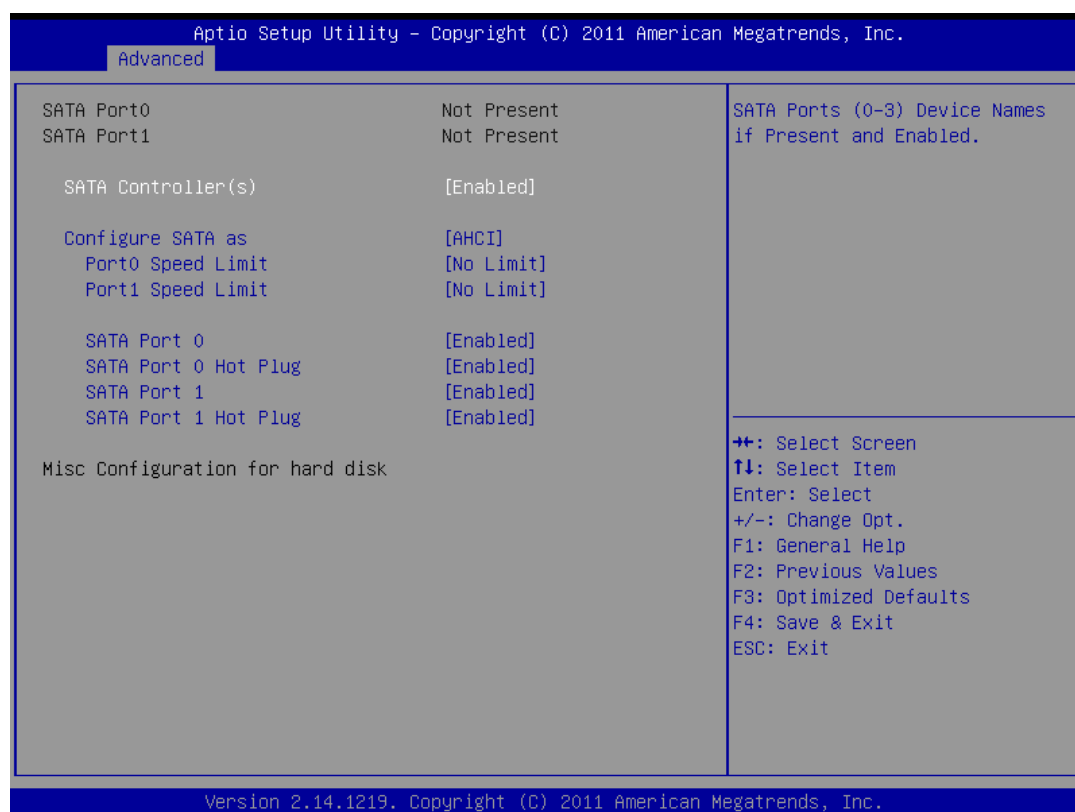 Aptio Setup Utility – Copyright (C) 2011 American Megatrends, Inc.
Advanced
SATA Port0 Not Present
SATA Port1 Not Present
SATA Controller(s) [Enabled]
Configure SATA as [AHCI]
Port0 Speed Limit [No Limit]
Port1 Speed Limit [No Limit]
SATA Port 0 [Enabled]
SATA Port 0 Hot Plug [Enabled]
SATA Port 1 [Enabled]
SATA Port 1 Hot Plug [Enabled]
Misc Configuration for hard disk
SATA Ports (0-3) Device Names
if Present and Enabled.
→←: Select Screen
↑↓: Select Item
Enter: Select
+/-: Change Opt.
F1: General Help
F2: Previous Values
F3: Optimized Defaults
F4: Save & Exit
ESC: Exit
Version 2.14.1219. Copyright (C) 2011 American Megatrends, Inc.